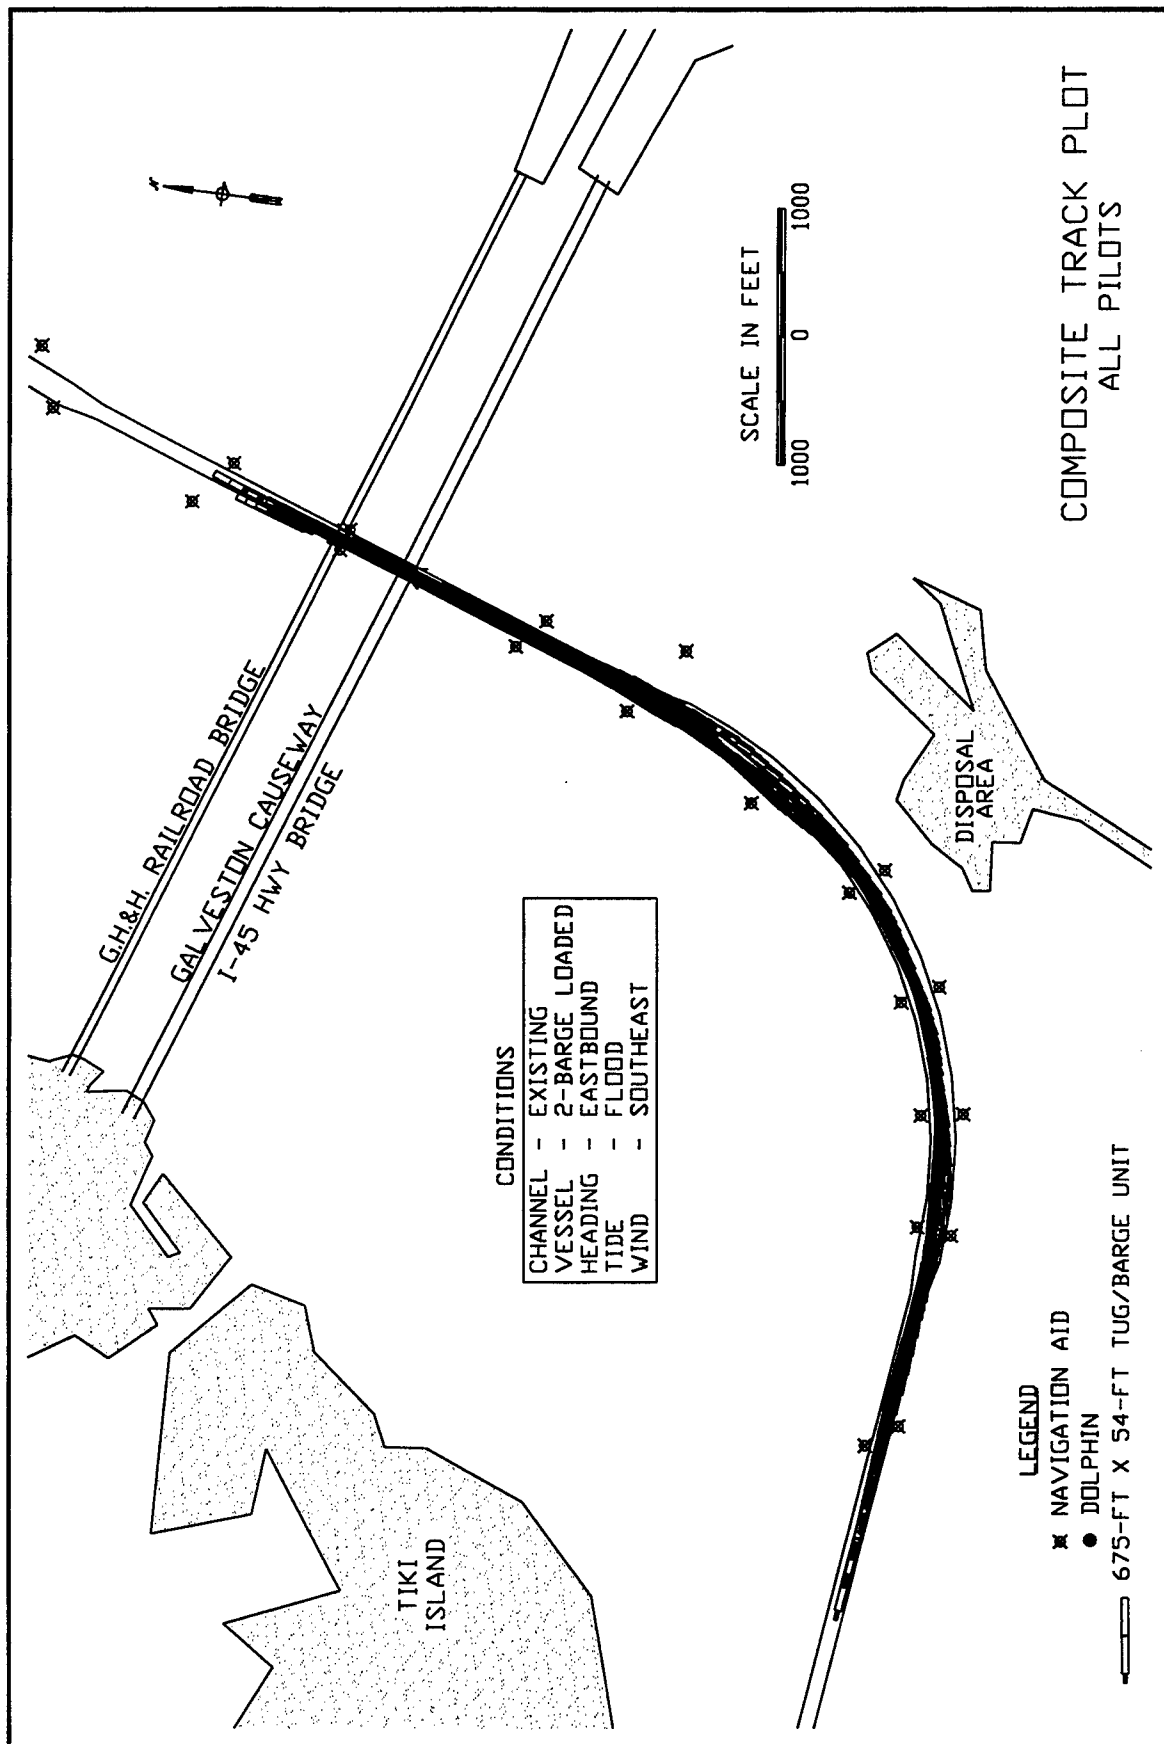 N
G.H.&H. RAILROAD BRIDGE
GALVESTON CAUSEWAY
I-45 HWY BRIDGE
TIKI
ISLAND
CONDITIONS
CHANNEL - EXISTING
VESSEL - 2-BARGE LOADED
HEADING - EASTBOUND
TIDE - FLOOD
WIND - SOUTHEAST
SCALE IN FEET
1000 0 1000
DISPOSAL
AREA
LEGEND
NAVIGATION AID
DOLPHIN
675-FT X 54-FT TUG/BARGE UNIT
COMPOSITE TRACK PLOT
ALL PILOTS